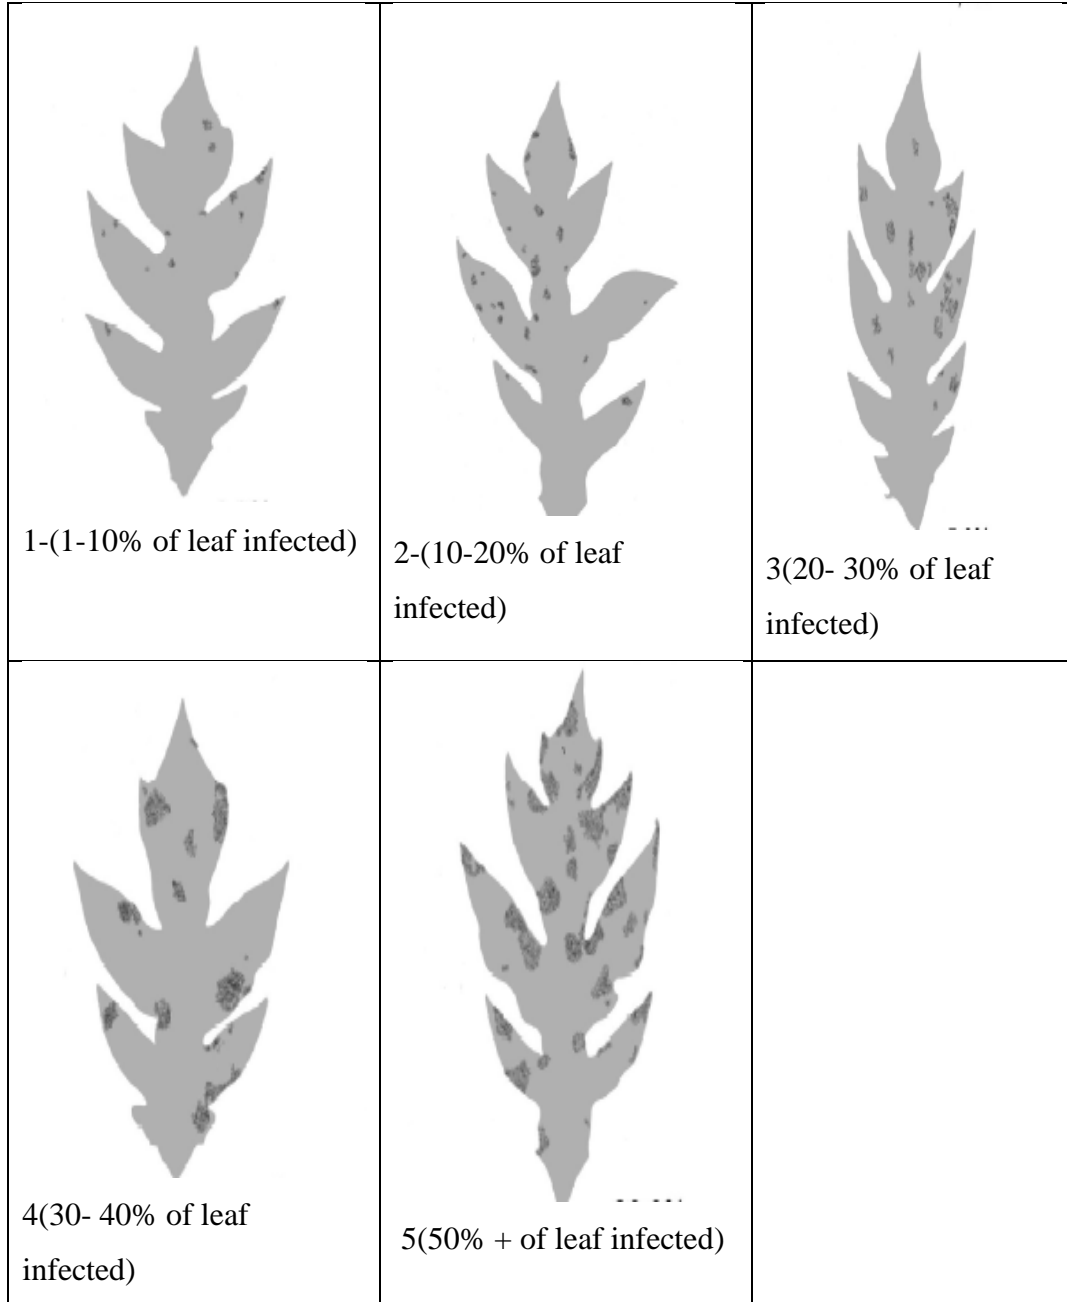 1-(1-10% of leaf infected)
2-(10-20% of leaf
infected)
3(20- 30% of leaf
infected)
4(30- 40% of leaf
infected)
5(50% + of leaf infected)